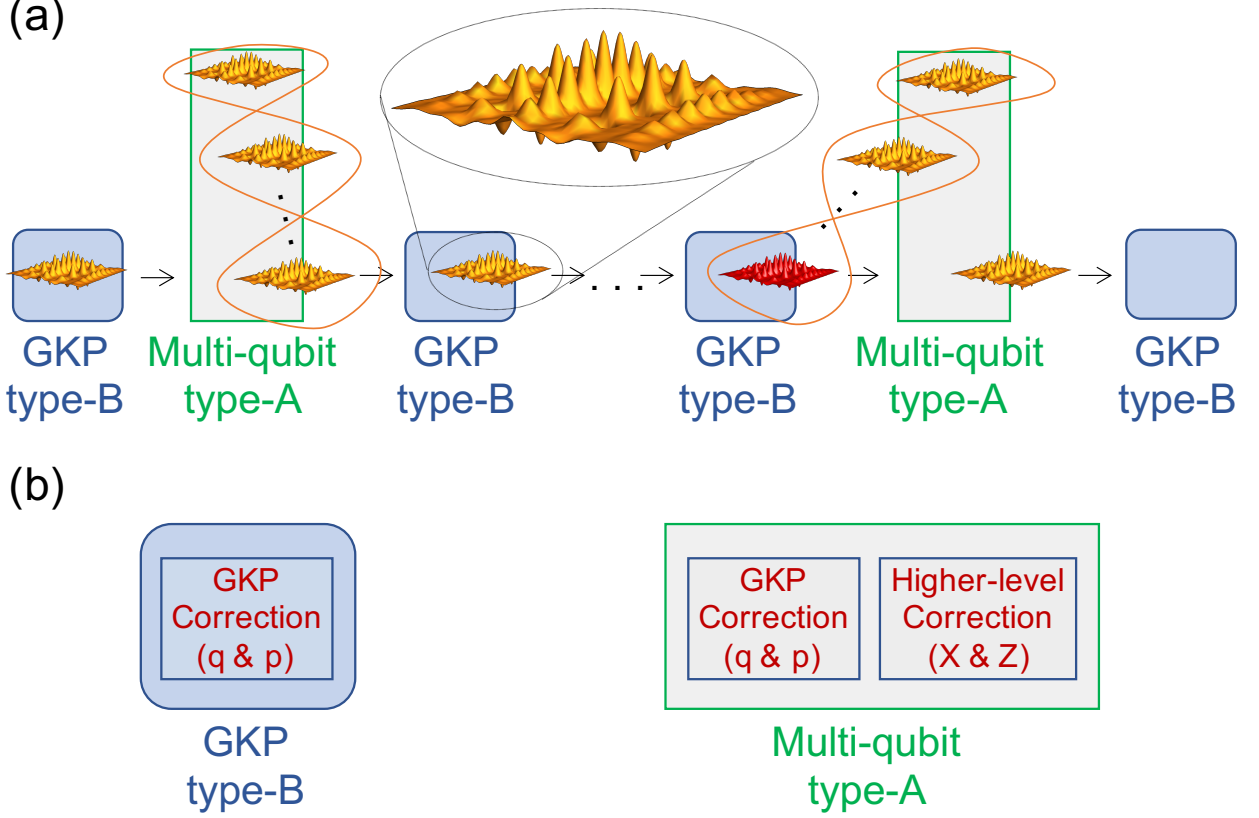 (a)
GKP
type-B
Multi-qubit
type-A
GKP
type-B
. . .
GKP
type-B
Multi-qubit
type-A
GKP
type-B
(b)
GKP
Correction
(q & p)
GKP
type-B
GKP
Correction
(q & p)
Higher-level
Correction
(X & Z)
Multi-qubit
type-A